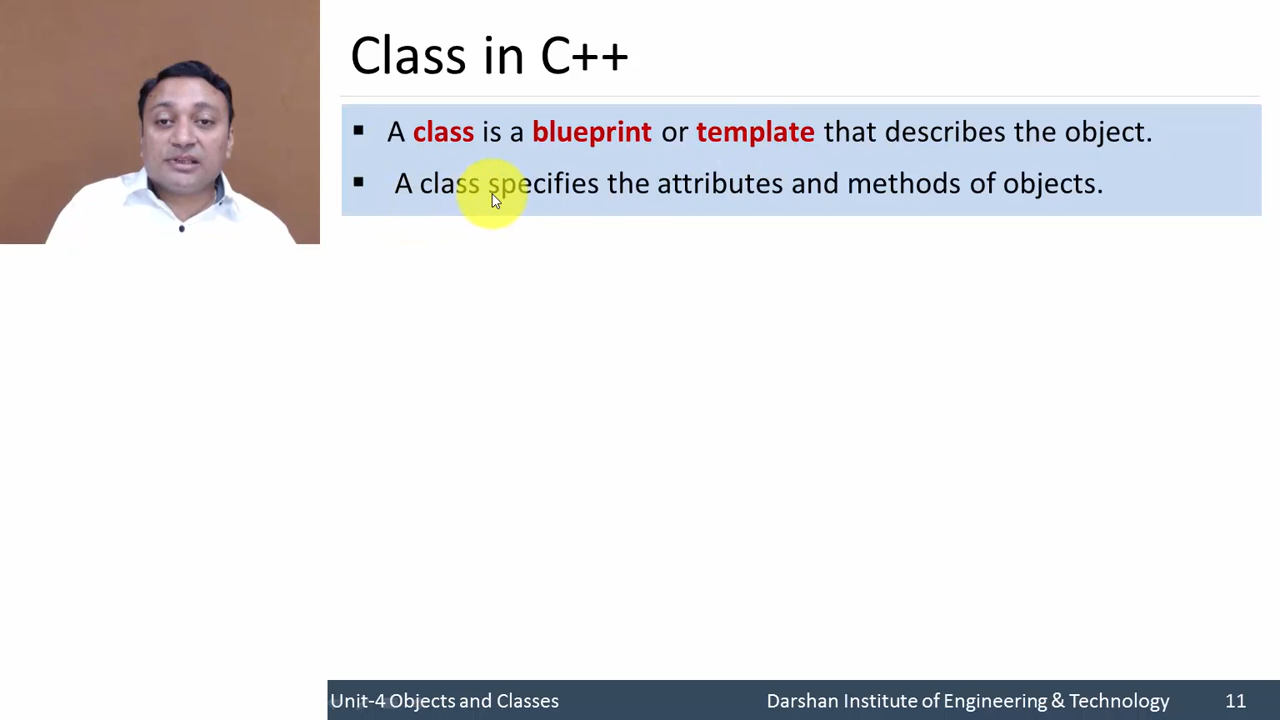 Class in C++
▪ A class is a blueprint or template that describes the object.
▪ A class specifies the attributes and methods of objects.
Unit-4 Objects and Classes
Darshan Institute of Engineering & Technology
11